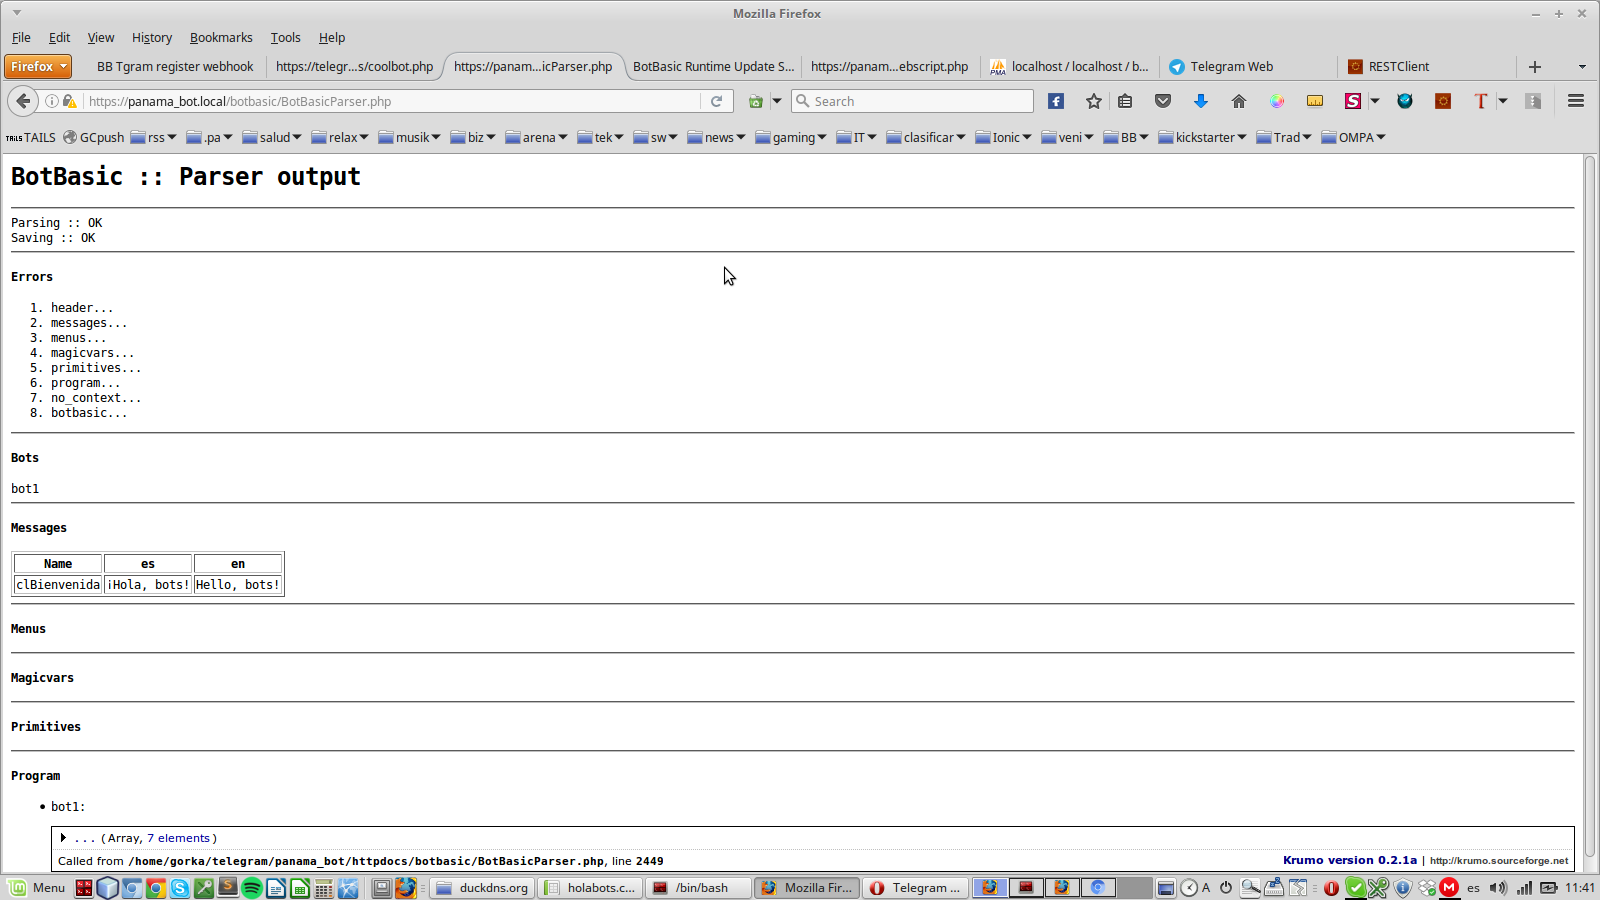 Mozilla Firefox
File Edit View History Bookmarks Tools Help
Firefox
BB Tgram register webhook
https://telegr...s/coolbot.php
https://panam...icParser.php
BotBasic Runtime Update S...
https://panam...ebscript.php
localhost / localhost / b...
Telegram Web
RESTClient
https://panama_bot.local/botbasic/BotBasicParser.php
Search
TAILS TAILS GCpush rss .pa salud relax musik biz arena tek sw news gaming IT clasificar Ionic veni BB kickstarter Trad OMPA
BotBasic :: Parser output
Parsing :: OK
Saving :: OK
Errors
1. header...
2. messages...
3. menus...
4. magicvars...
5. primitives...
6. program...
7. no_context...
8. botbasic...
Bots
bot1
Messages
Name es en
clBienvenida ¡Hola, bots! Hello, bots!
Menus
Magicvars
Primitives
Program
• bot1:
... (Array, 7 elements)
Called from /home/gorka/telegram/panama_bot/httpdocs/botbasic/BotBasicParser.php, line 2449
Krumo version 0.2.1a | http://krumo.sourceforge.net
Menu
duckdns.org
holabots.c...
/bin/bash
Mozilla Fir...
Telegram ...
A
es
11:41